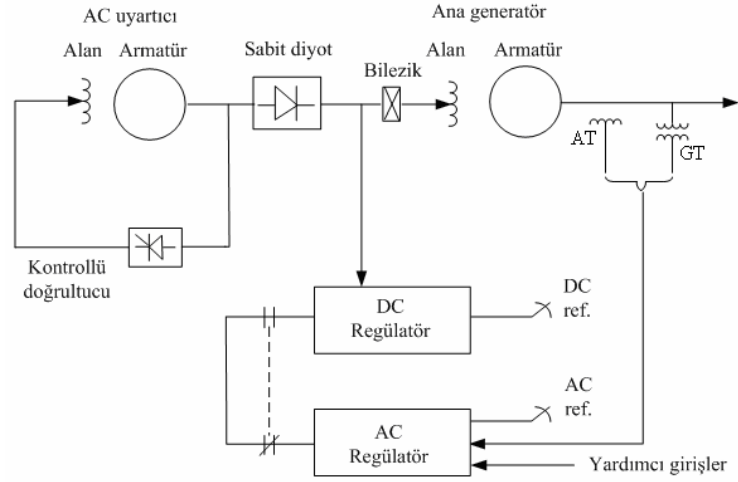 AC uyartıcı
Ana generatör
Alan
Armatür
Sabit diyot
Bilezik
Alan
Armatür
AT
GT
Kontrollü
doğrultucu
DC
Regülatör
DC
ref.
AC
Regülatör
AC
ref.
Yardımcı girişler